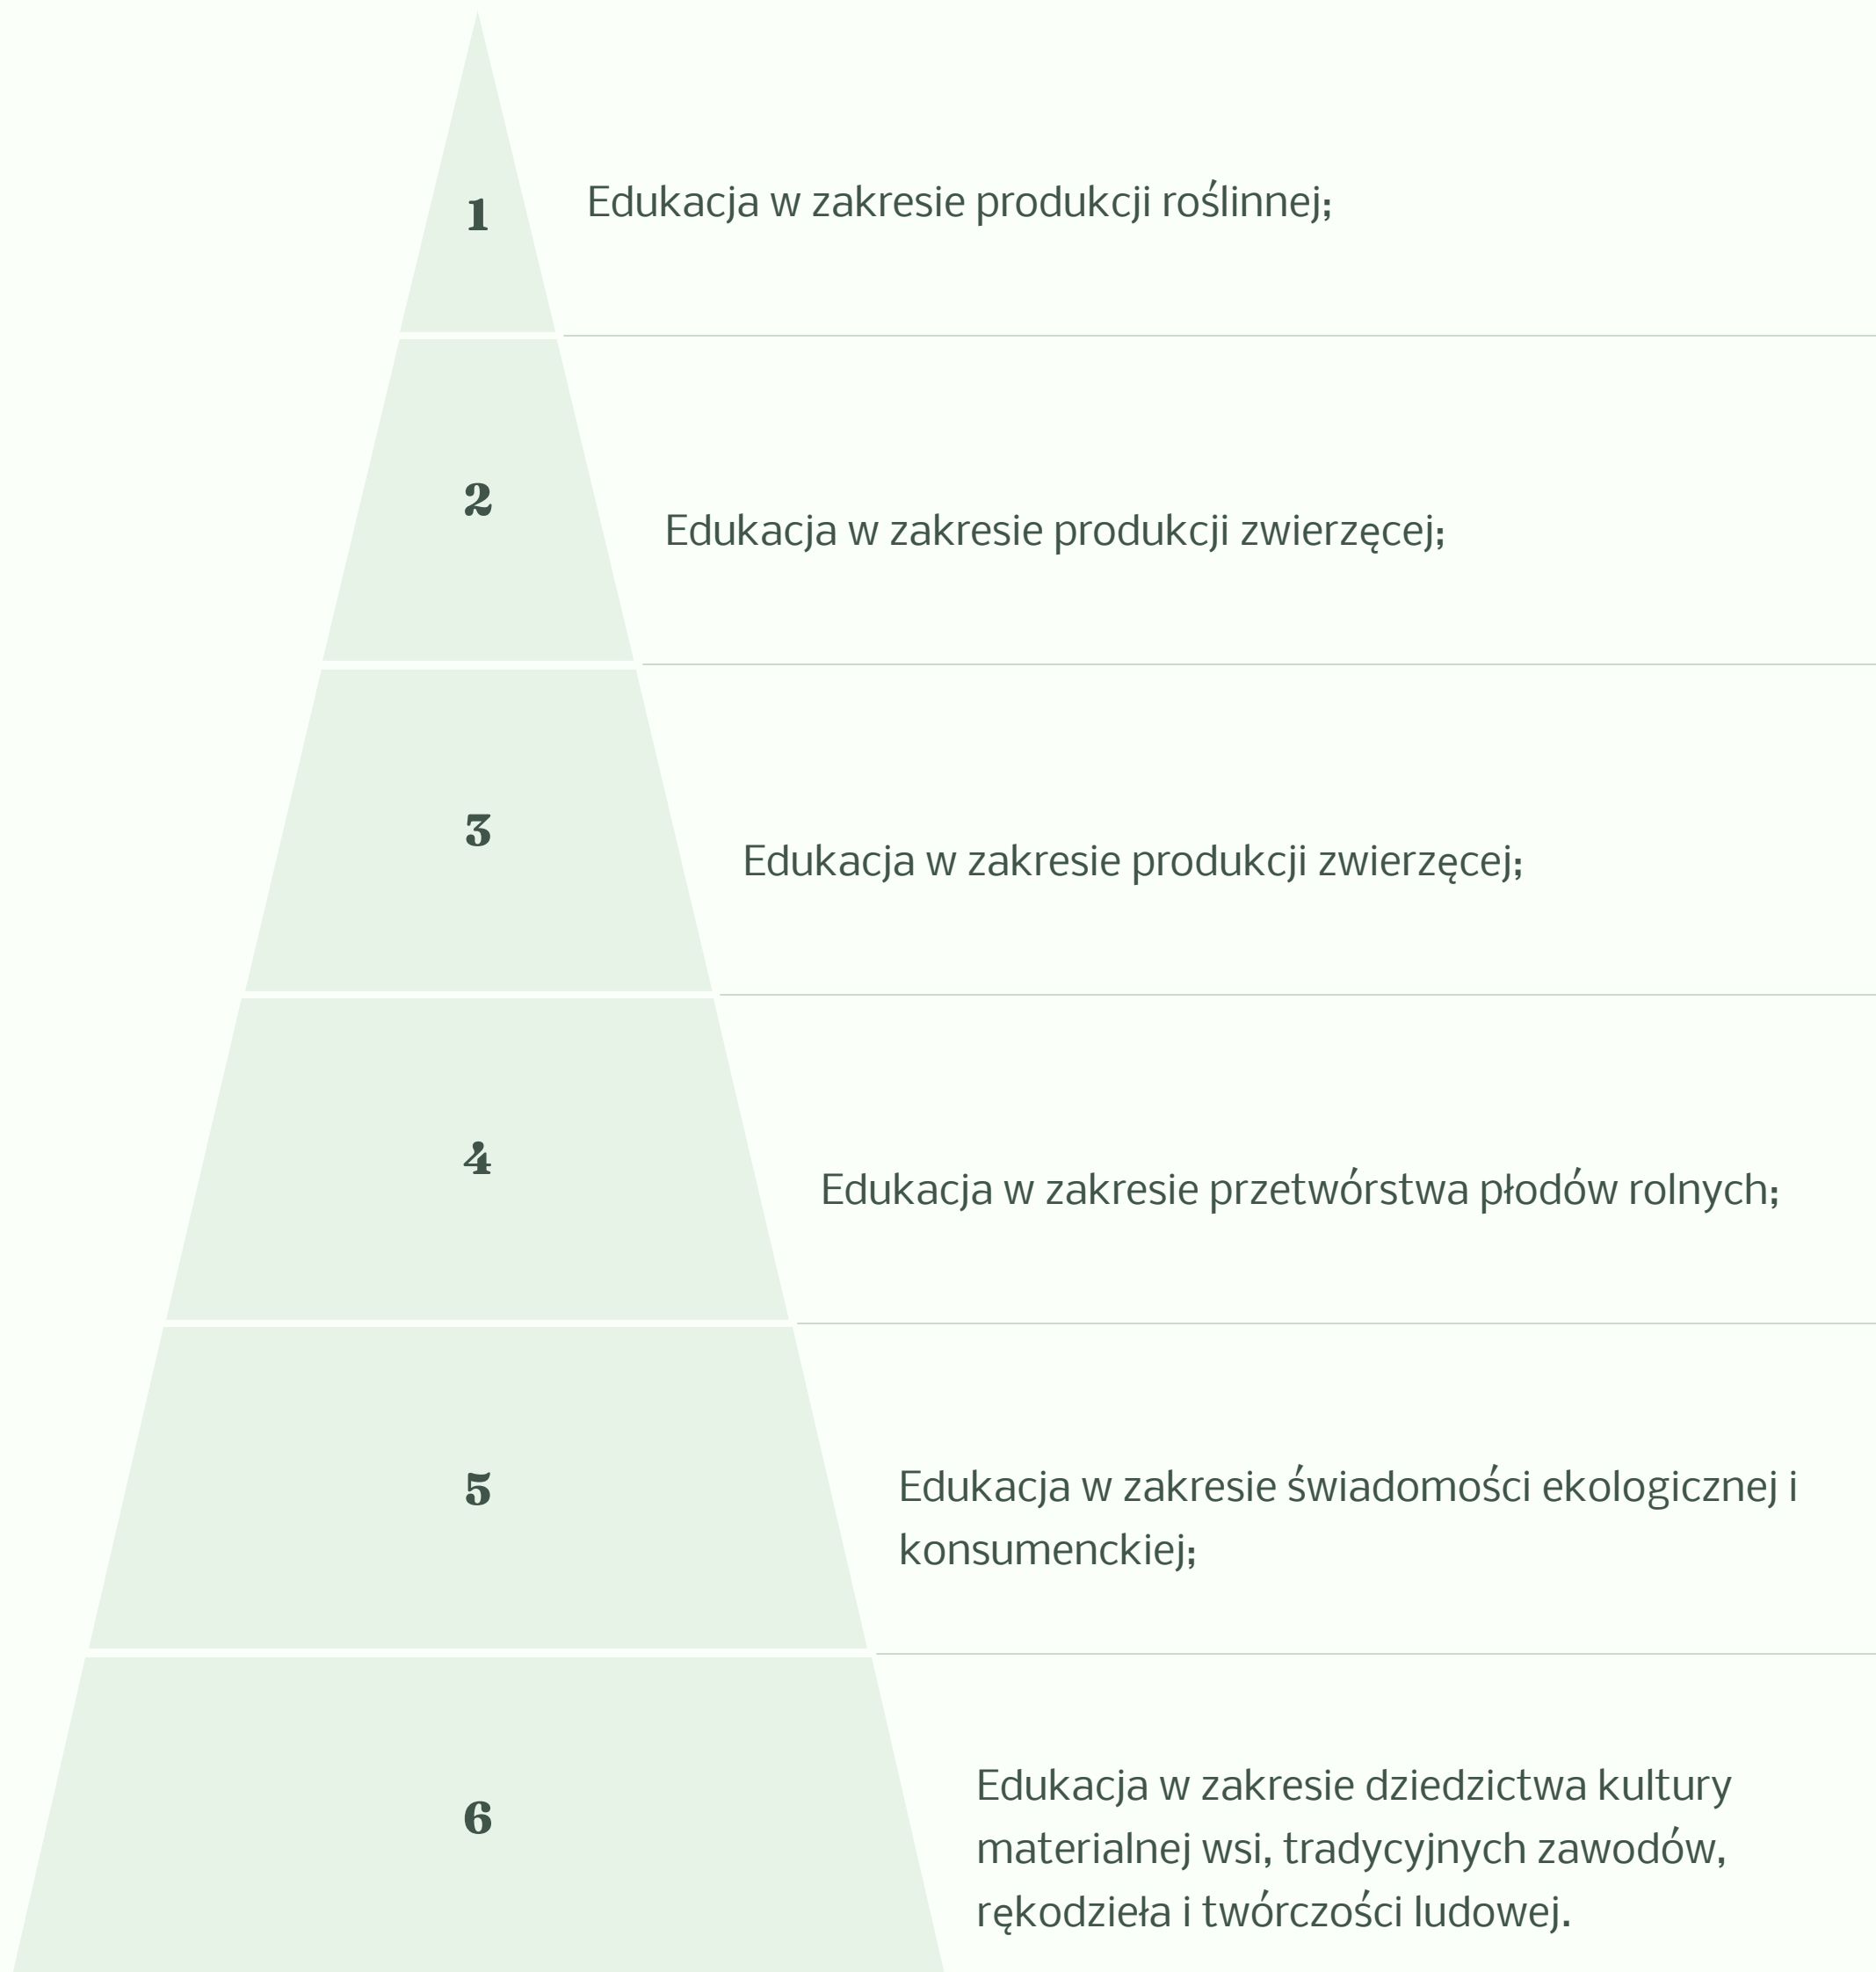 1
Edukacja w zakresie produkcji roślinnej;
2
Edukacja w zakresie produkcji zwierzęcej;
3
Edukacja w zakresie produkcji zwierzęcej;
4
Edukacja w zakresie przetwórstwa płodów rolnych;
5
Edukacja w zakresie świadomości ekologicznej i
konsumenckiej;
6
Edukacja w zakresie dziedzictwa kultury
materialnej wsi, tradycyjnych zawodów,
rękodzieła i twórczości ludowej.